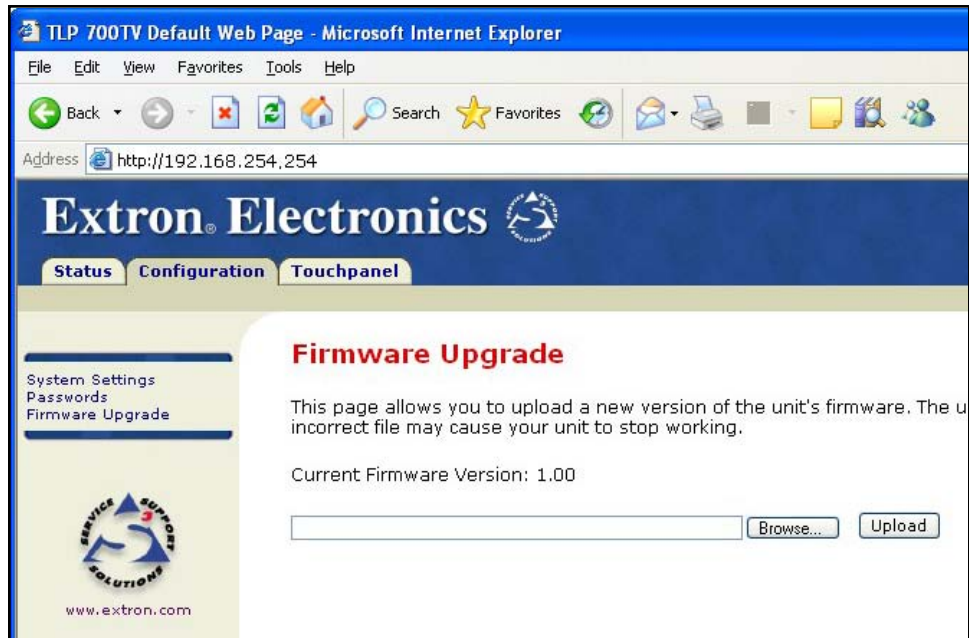 TLP 700TV Default Web Page - Microsoft Internet Explorer
File Edit View Favorites Tools Help
Back Search Favorites
Address http://192.168.254.254
Extron® Electronics
Status Configuration Touchpanel
System Settings
Passwords
Firmware Upgrade
Firmware Upgrade
This page allows you to upload a new version of the unit's firmware. The u
incorrect file may cause your unit to stop working.
Current Firmware Version: 1.00
Browse... Upload
SERVICE SUPPORT SOLUTIONS
3
www.extron.com